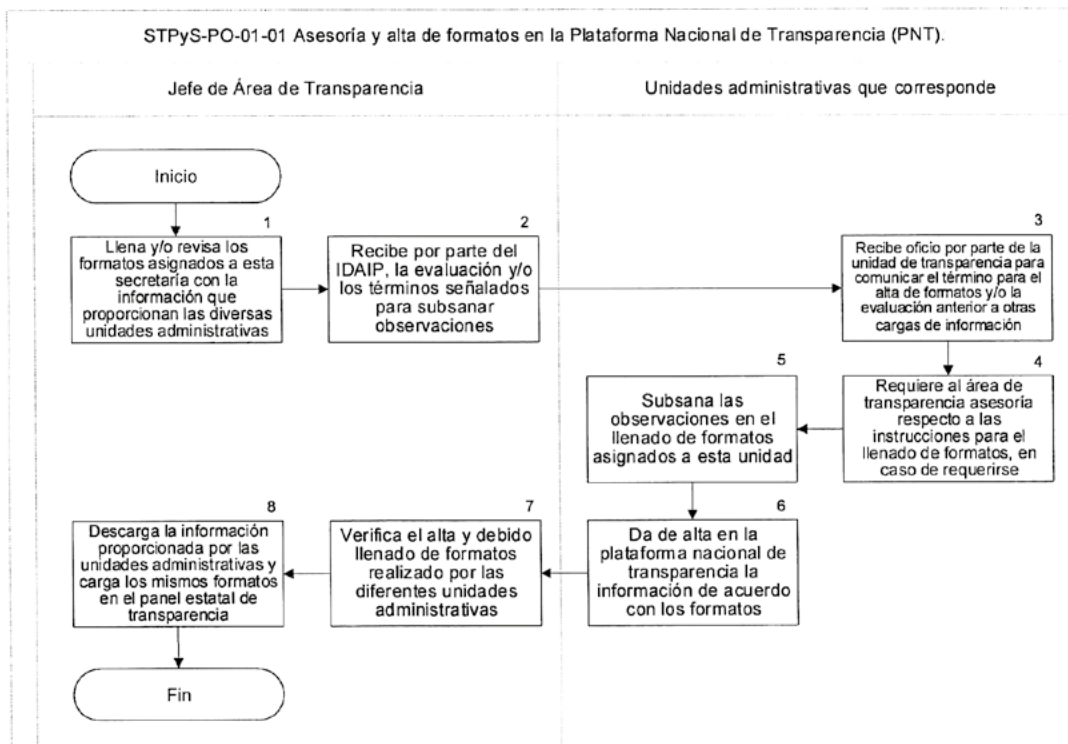 STPyS-PO-01-01 Asesoría y alta de formatos en la Plataforma Nacional de Transparencia (PNT).
Jefe de Área de Transparencia
Unidades administrativas que corresponde
Inicio
1
Llena y/o revisa los
formatos asignados a esta
secretaría con la
información que
proporcionan las diversas
unidades administrativas
2
Recibe por parte del
IDAIP, la evaluación y/o
los términos señalados
para subsanar
observaciones
3
Recibe oficio por parte de la
unidad de transparencia para
comunicar el término para el
alta de formatos y/o la
evaluación anterior a otras
cargas de información
4
Requiere al área de
transparencia asesoría
respecto a las
instrucciones para el
llenado de formatos, en
caso de requerirse
5
Subsana las
observaciones en el
llenado de formatos
asignados a esta unidad
6
Da de alta en la
plataforma nacional de
transparencia la
información de acuerdo
con los formatos
7
Verifica el alta y debido
llenado de formatos
realizado por las
diferentes unidades
administrativas
8
Descarga la información
proporcionada por las
unidades administrativas y
carga los mismos formatos
en el panel estatal de
transparencia
Fin